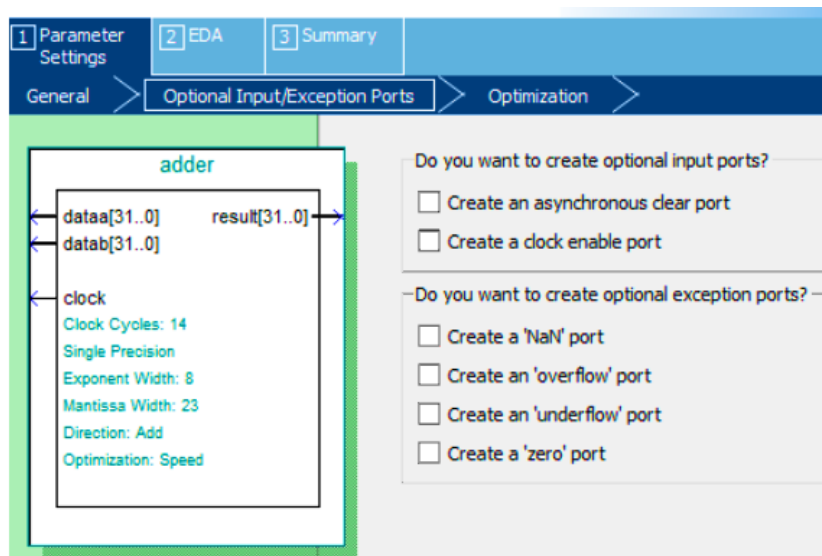 1 Parameter Settings
2 EDA
3 Summary
General
Optional Input/Exception Ports
Optimization
adder
dataa[31..0] result[31..0]
datab[31..0]
clock
Clock Cycles: 14
Single Precision
Exponent Width: 8
Mantissa Width: 23
Direction: Add
Optimization: Speed
Do you want to create optional input ports?
Create an asynchronous clear port
Create a clock enable port
Do you want to create optional exception ports?
Create a 'NaN' port
Create an 'overflow' port
Create an 'underflow' port
Create a 'zero' port